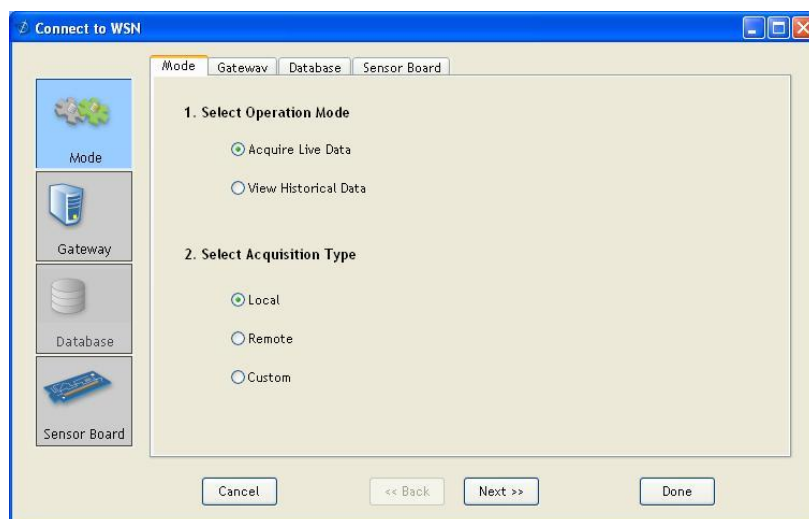 Connect to WSN
Mode
Gateway
Database
Sensor Board
Mode
Gateway
Database
Sensor Board
1. Select Operation Mode
Acquire Live Data
View Historical Data
2. Select Acquisition Type
Local
Remote
Custom
Cancel
<< Back
Next >>
Done